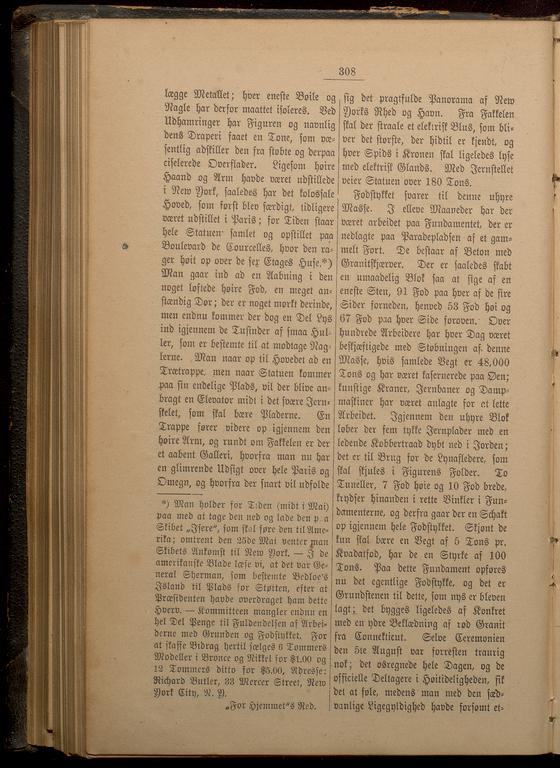 308
lægge Metallet; hver eneste Bøile og
Nagle har derfor maattet isoleres. Ved
Udhamringer har Figuren og navnlig
dens Draperi faaet en Tone, som væ-
sentlig adskiller den fra støbte og derpaa
ciselerede Overflader. Ligesom høire
Haand og Arm havde været udstillede
i New York, saaledes har det kolossale
Hoved, som først blev færdigt, tidligere
været udstillet i Paris; for Tiden staar
hele Statuen samlet og opstillet paa
Boulevard de Courcelles, hvor den ra-
ger høit op over de sex Etages Huse.*)
Man gaar ind ad en Aabning i den
noget løftede høire Fod, en meget an-
stændig Dør; der er noget mørkt derinde,
men endnu kommer der dog en Del Lys
ind igjennem de Tusinder af smaa Hul-
ler, som er bestemte til at modtage Nag-
lerne. Man naar op til Hovedet ad en
Trætrappe, men naar Statuen kommer
paa sin endelige Plads, vil der blive an-
bragt en Elevator midt i det svære Jern-
skelet, som skal bære Pladerne. En
Trappe fører videre op igjennem den
høire Arm, og rundt om Fakkelen er der
et aabent Galleri, hvorfra man nu har
en glimrende Udsigt over hele Paris og
Omegn, og hvorfra der snart vil udfolde
*) Man holder for Tiden (midt i Mai)
paa med at tage den ned og lade den p. a
Skibet „Isere“, som skal føre den til Ame-
rika; omtrent den 25de Mai venter man
Skibets Ankomst til New York. — I de
amerikanske Blade læse vi, at det var Ge-
neral Sherman, som bestemte Bedloe's
Island til Plads for Støtten, efter at
Præsidenten havde overdraget ham dette
Hverv. — Kommitteen mangler endnu en
hel Del Penge til Fuldendelsen af Arbei-
derne med Grunden og Fodstykket. For
at skaffe Bidrag hertil sælges 6 Tommers
Modeller i Bronce og Nikkel for $1.00 og
12 Tommers ditto for $5.00, Adresse:
Richard Butler, 33 Mercer Street, New
York City, N. Y.
„For Hjemmet“s Red.
sig det pragtfulde Panorama af New
Yorks Rhed og Havn. Fra Fakkelen
skal der straale et elektrisk Blus, som bli-
ver det største, der hidtil er kjendt, og
hver Spids i Kronen skal ligeledes lyse
med elektrisk Glands. Med Jernstellet
veier Statuen over 180 Tons.
Fodstykket svarer til denne uhyre
Masse. I elleve Maaneder har der
været arbeidet paa Fundamentet, der er
nedlagte paa Paradepladsen af et gam-
melt Fort. De bestaar af Beton med
Granitskjærver. Der er saaledes skabt
en umaadelig Blok saa at sige af en
eneste Sten, 91 Fod paa hver af de fire
Sider forneden, henved 53 Fod høi og
67 Fod paa hver Side foroven. Over
hundrede Arbeidere har hver Dag været
beskjæftigede med Støbningen af denne
Masse, hvis samlede Vegt er 48,000
Tons og har været kasernerede paa Øen;
kunstige Kraner, Jernbaner og Damp-
maskiner har været anlagte for at lette
Arbeidet. Igjennem den uhyre Blok
løber der fem tykke Jernplader med en
ledende Kobbertraad dybt ned i Jorden;
det er til Brug for de Lynafledere, som
skal skjules i Figurens Folder. To
Tuneller, 7 Fod høie og 10 Fod brede,
krydser hinanden i rette Vinkler i Fun-
damenterne, og derfra gaar der en Schakt
op igjennem hele Fodstykket. Skjønt de
kun skal bære en Vegt af 5 Tons pr.
Kvadratfod, har de en Styrke af 100
Tons. Paa dette Fundament opføres
nu det egentlige Fodstykke, og det er
Grundstenen til dette, som nys er bleven
lagt; det bygges ligeledes af Konkret
med en ydre Beklædning af rød Granit
fra Connekticut. Selve Ceremonien
den 5te August var forresten traurig
nok; det øsregnede hele Dagen, og de
officielle Deltagere i Høitideligheden, fik
det at føle, medens man med den sæd-
vanlige Ligegyldighed havde forsømt et-